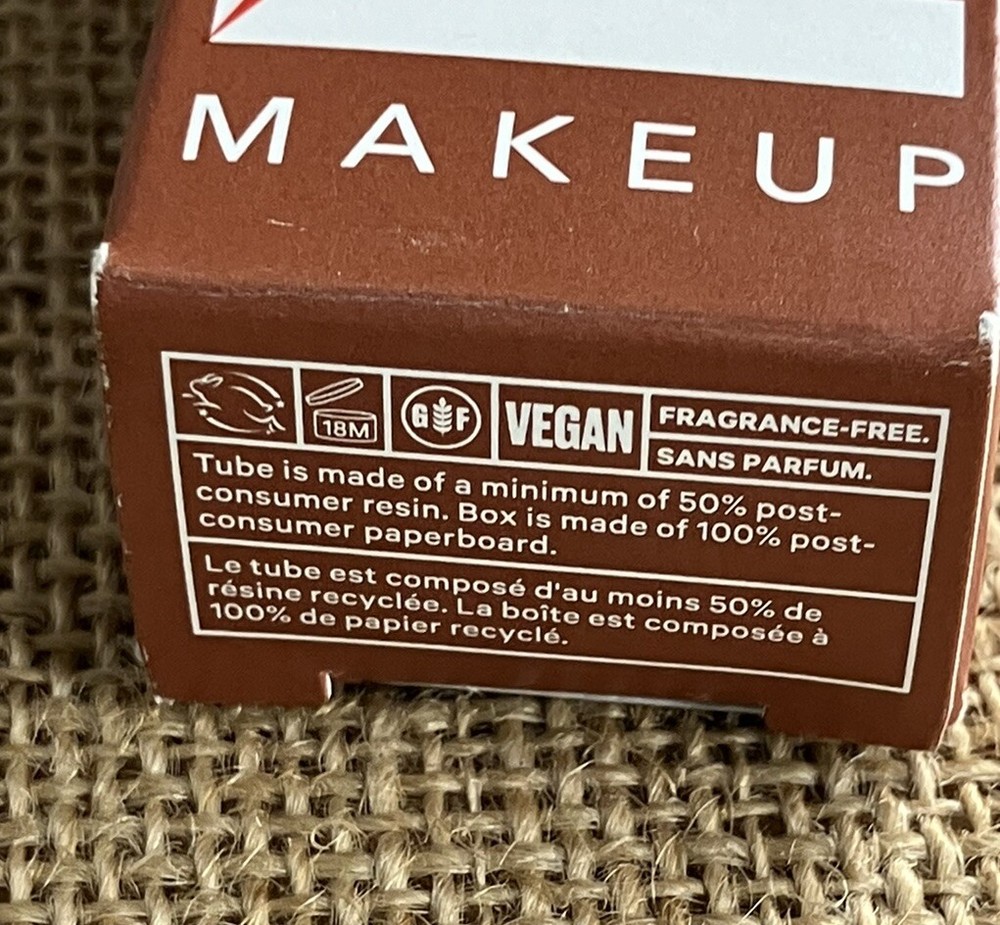 MAKEUP
18M
GF
VEGAN
FRAGRANCE-FREE.
SANS PARFUM.
Tube is made of a minimum of 50% post-
consumer resin. Box is made of 100% post-
consumer paperboard.
Le tube est composé d'au moins 50% de
résine recyclée. La boîte est composée à
100% de papier recyclé.